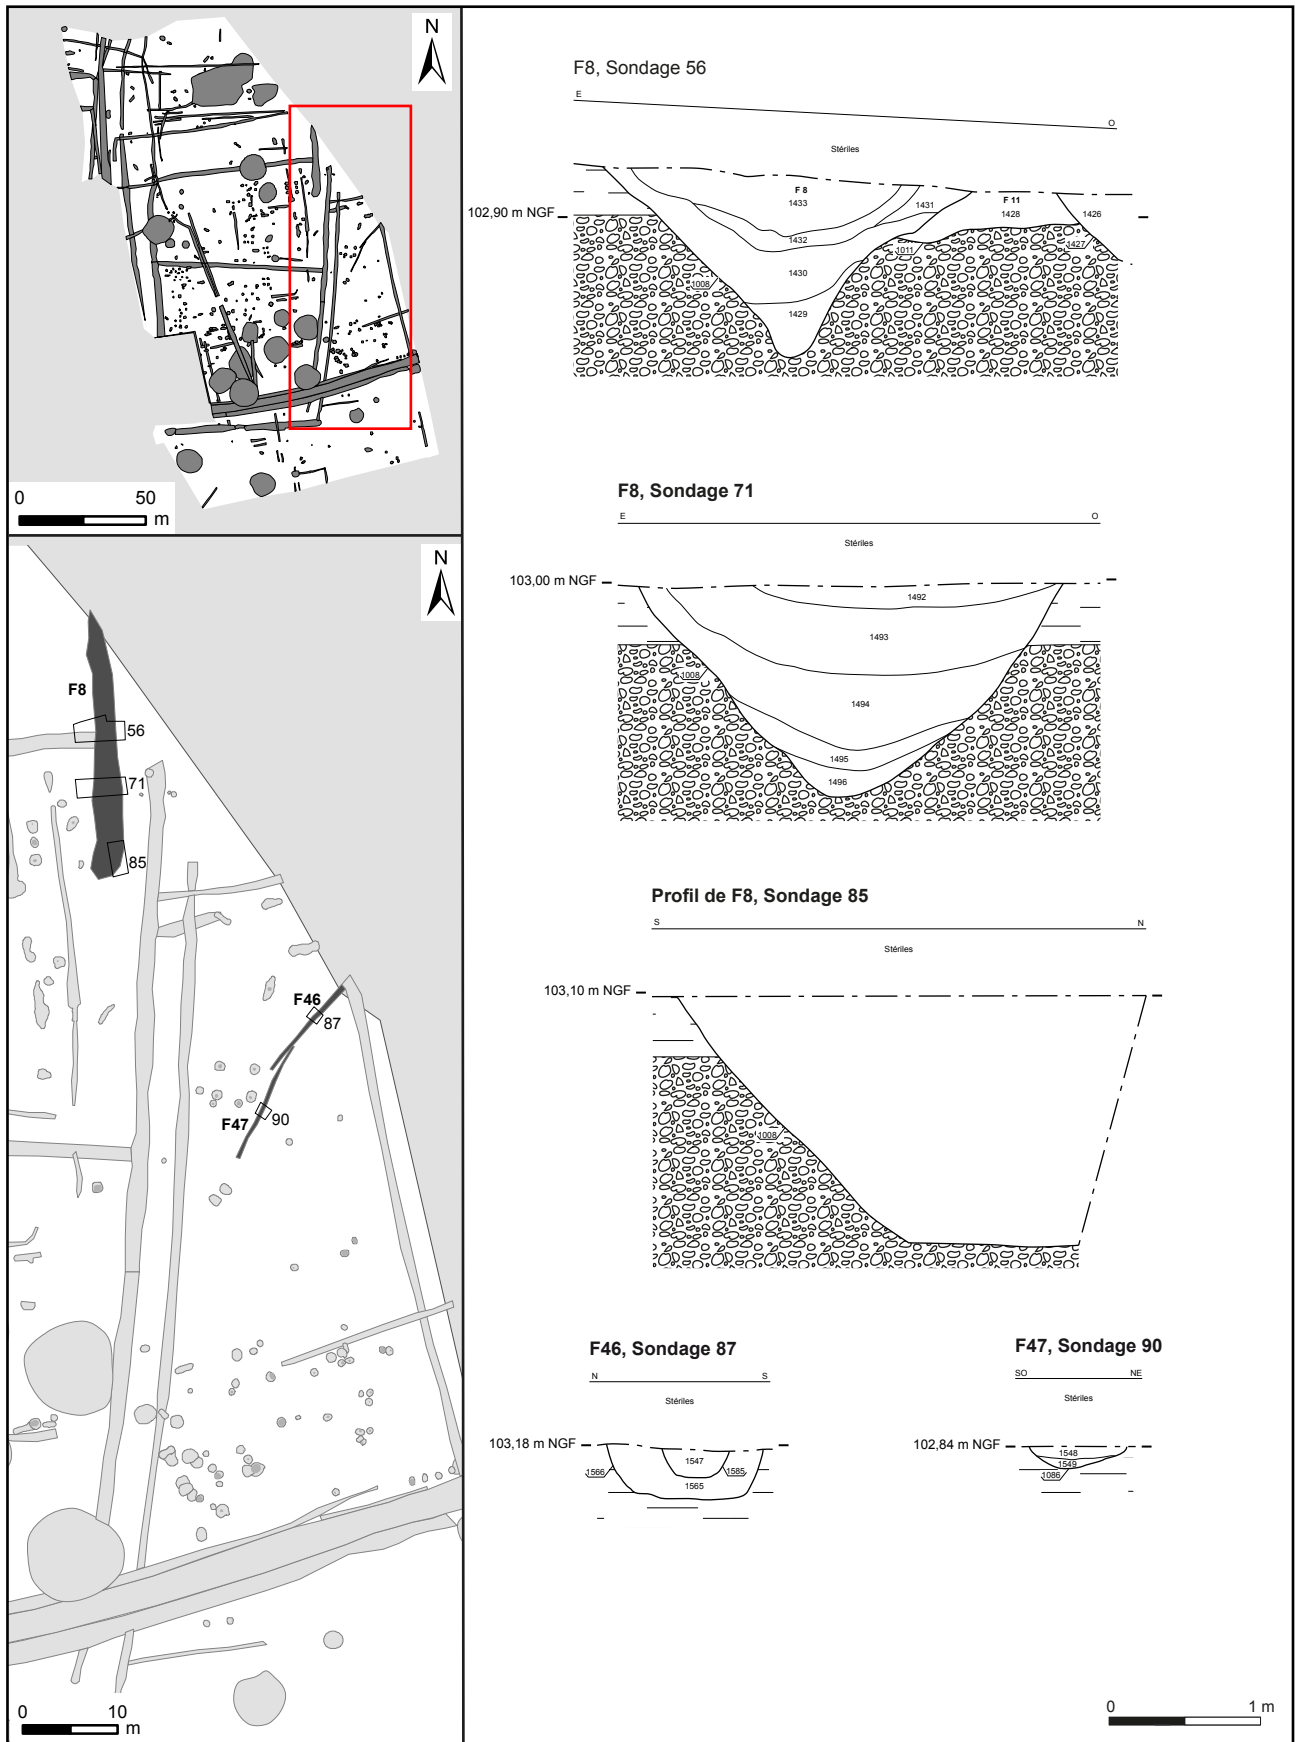 N
0 50
m
N
F8
56
71
85
F46
87
F47
90
0 10
m
F8, Sondage 56
E
O
Stériles
F 8
1433
1431
F 11
1428
1426
102,90 m NGF
1432
1011
1427
1430
1008
1429
F8, Sondage 71
E O
Stériles
103,00 m NGF
1492
1493
1008
1494
1495
1496
Profil de F8, Sondage 85
S N
Stériles
103,10 m NGF
1008
F46, Sondage 87
N S
Stériles
103,18 m NGF
1547
1566
1585
1565
F47, Sondage 90
SO NE
Stériles
102,84 m NGF
1548
1549
1086
0 1 m